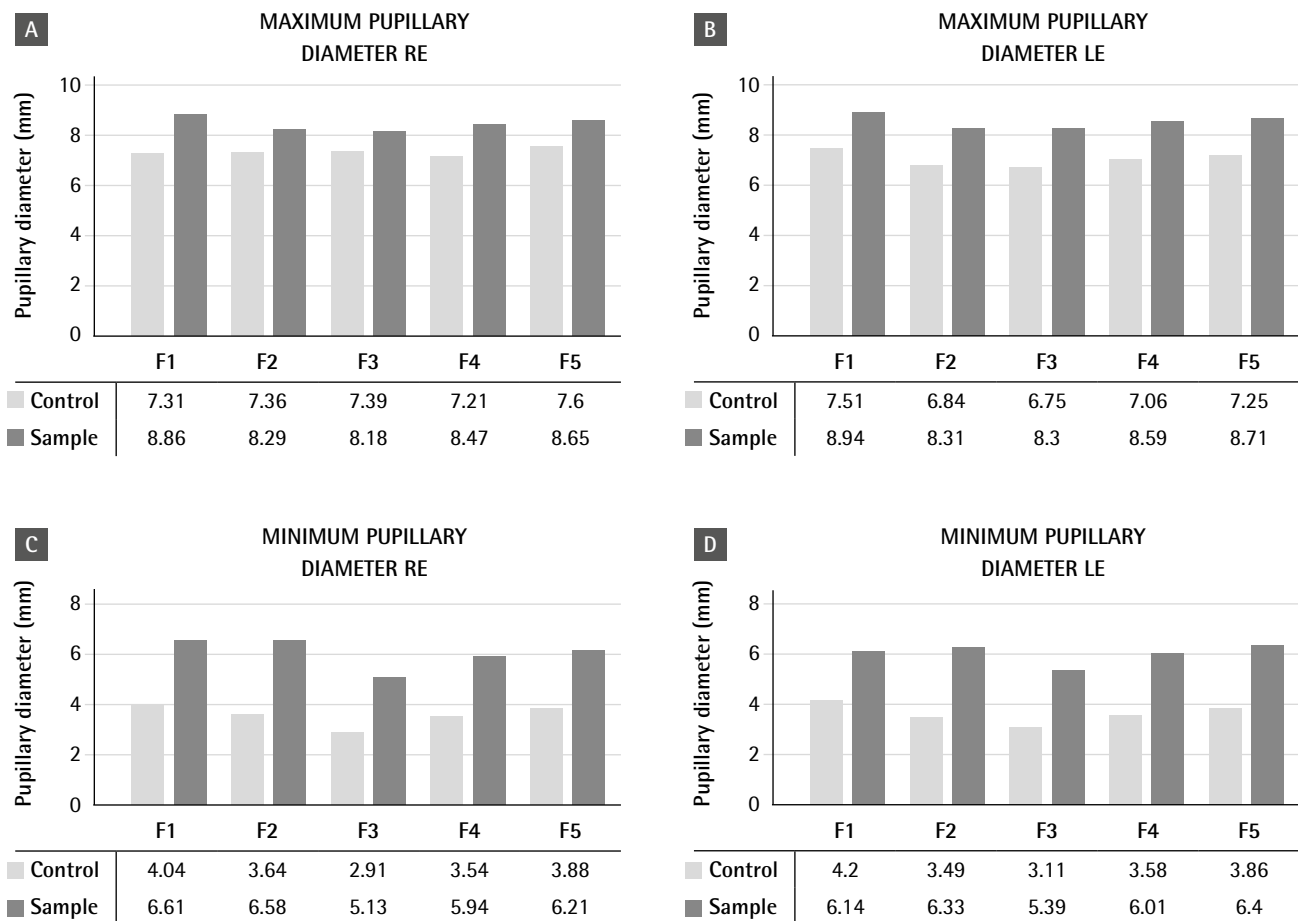 A
MAXIMUM PUPILLARY
DIAMETER RE
Pupillary diameter (mm)
10
8
6
4
2
0
F1 F2 F3 F4 F5
Control 7.31 7.36 7.39 7.21 7.6
Sample 8.86 8.29 8.18 8.47 8.65
B
MAXIMUM PUPILLARY
DIAMETER LE
Pupillary diameter (mm)
10
8
6
4
2
0
F1 F2 F3 F4 F5
Control 7.51 6.84 6.75 7.06 7.25
Sample 8.94 8.31 8.3 8.59 8.71
C
MINIMUM PUPILLARY
DIAMETER RE
Pupillary diameter (mm)
8
6
4
2
0
F1 F2 F3 F4 F5
Control 4.04 3.64 2.91 3.54 3.88
Sample 6.61 6.58 5.13 5.94 6.21
D
MINIMUM PUPILLARY
DIAMETER LE
Pupillary diameter (mm)
8
6
4
2
0
F1 F2 F3 F4 F5
Control 4.2 3.49 3.11 3.58 3.86
Sample 6.14 6.33 5.39 6.01 6.4